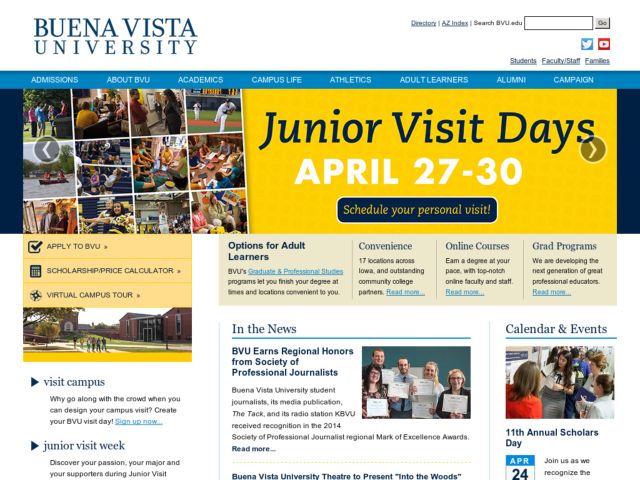 BUENA VISTA
UNIVERSITY
Directory | AZ Index | Search BVU.edu
Go
Students Faculty/Staff Families
ADMISSIONS ABOUT BVU ACADEMICS CAMPUS LIFE ATHLETICS ADULT LEARNERS ALUMNI CAMPAIGN
Junior Visit Days
APRIL 27-30
Schedule your personal visit!
APPLY TO BVU »
SCHOLARSHIP/PRICE CALCULATOR »
VIRTUAL CAMPUS TOUR »
Options for Adult
Learners
BVU's Graduate & Professional Studies
programs let you finish your degree at
times and locations convenient to you.
Convenience
17 locations across
Iowa, and outstanding
community college
partners. Read more...
Online Courses
Earn a degree at your
pace, with top-notch
online faculty and staff.
Read more...
Grad Programs
We are developing the
next generation of great
professional educators.
Read more...
visit campus
Why go along with the crowd when you
can design your campus visit? Create
your BVU visit day! Sign up now...
junior visit week
Discover your passion, your major and
your supporters during Junior Visit
In the News
BVU Earns Regional Honors
from Society of
Professional Journalists
Buena Vista University student
journalists, its media publication,
The Tack, and its radio station KBVU
received recognition in the 2014
Society of Professional Journalist regional Mark of Excellence Awards.
Read more...
Buena Vista University Theatre to Present "Into the Woods"
Calendar & Events
11th Annual Scholars
Day
APR
24
Join us as we
recognize the